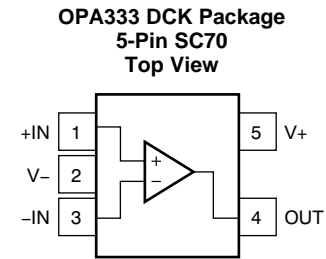 OPA333 DCK Package
5-Pin SC70
Top View
+IN 1 5 V+
+
V− 2
−
−IN 3 4 OUT